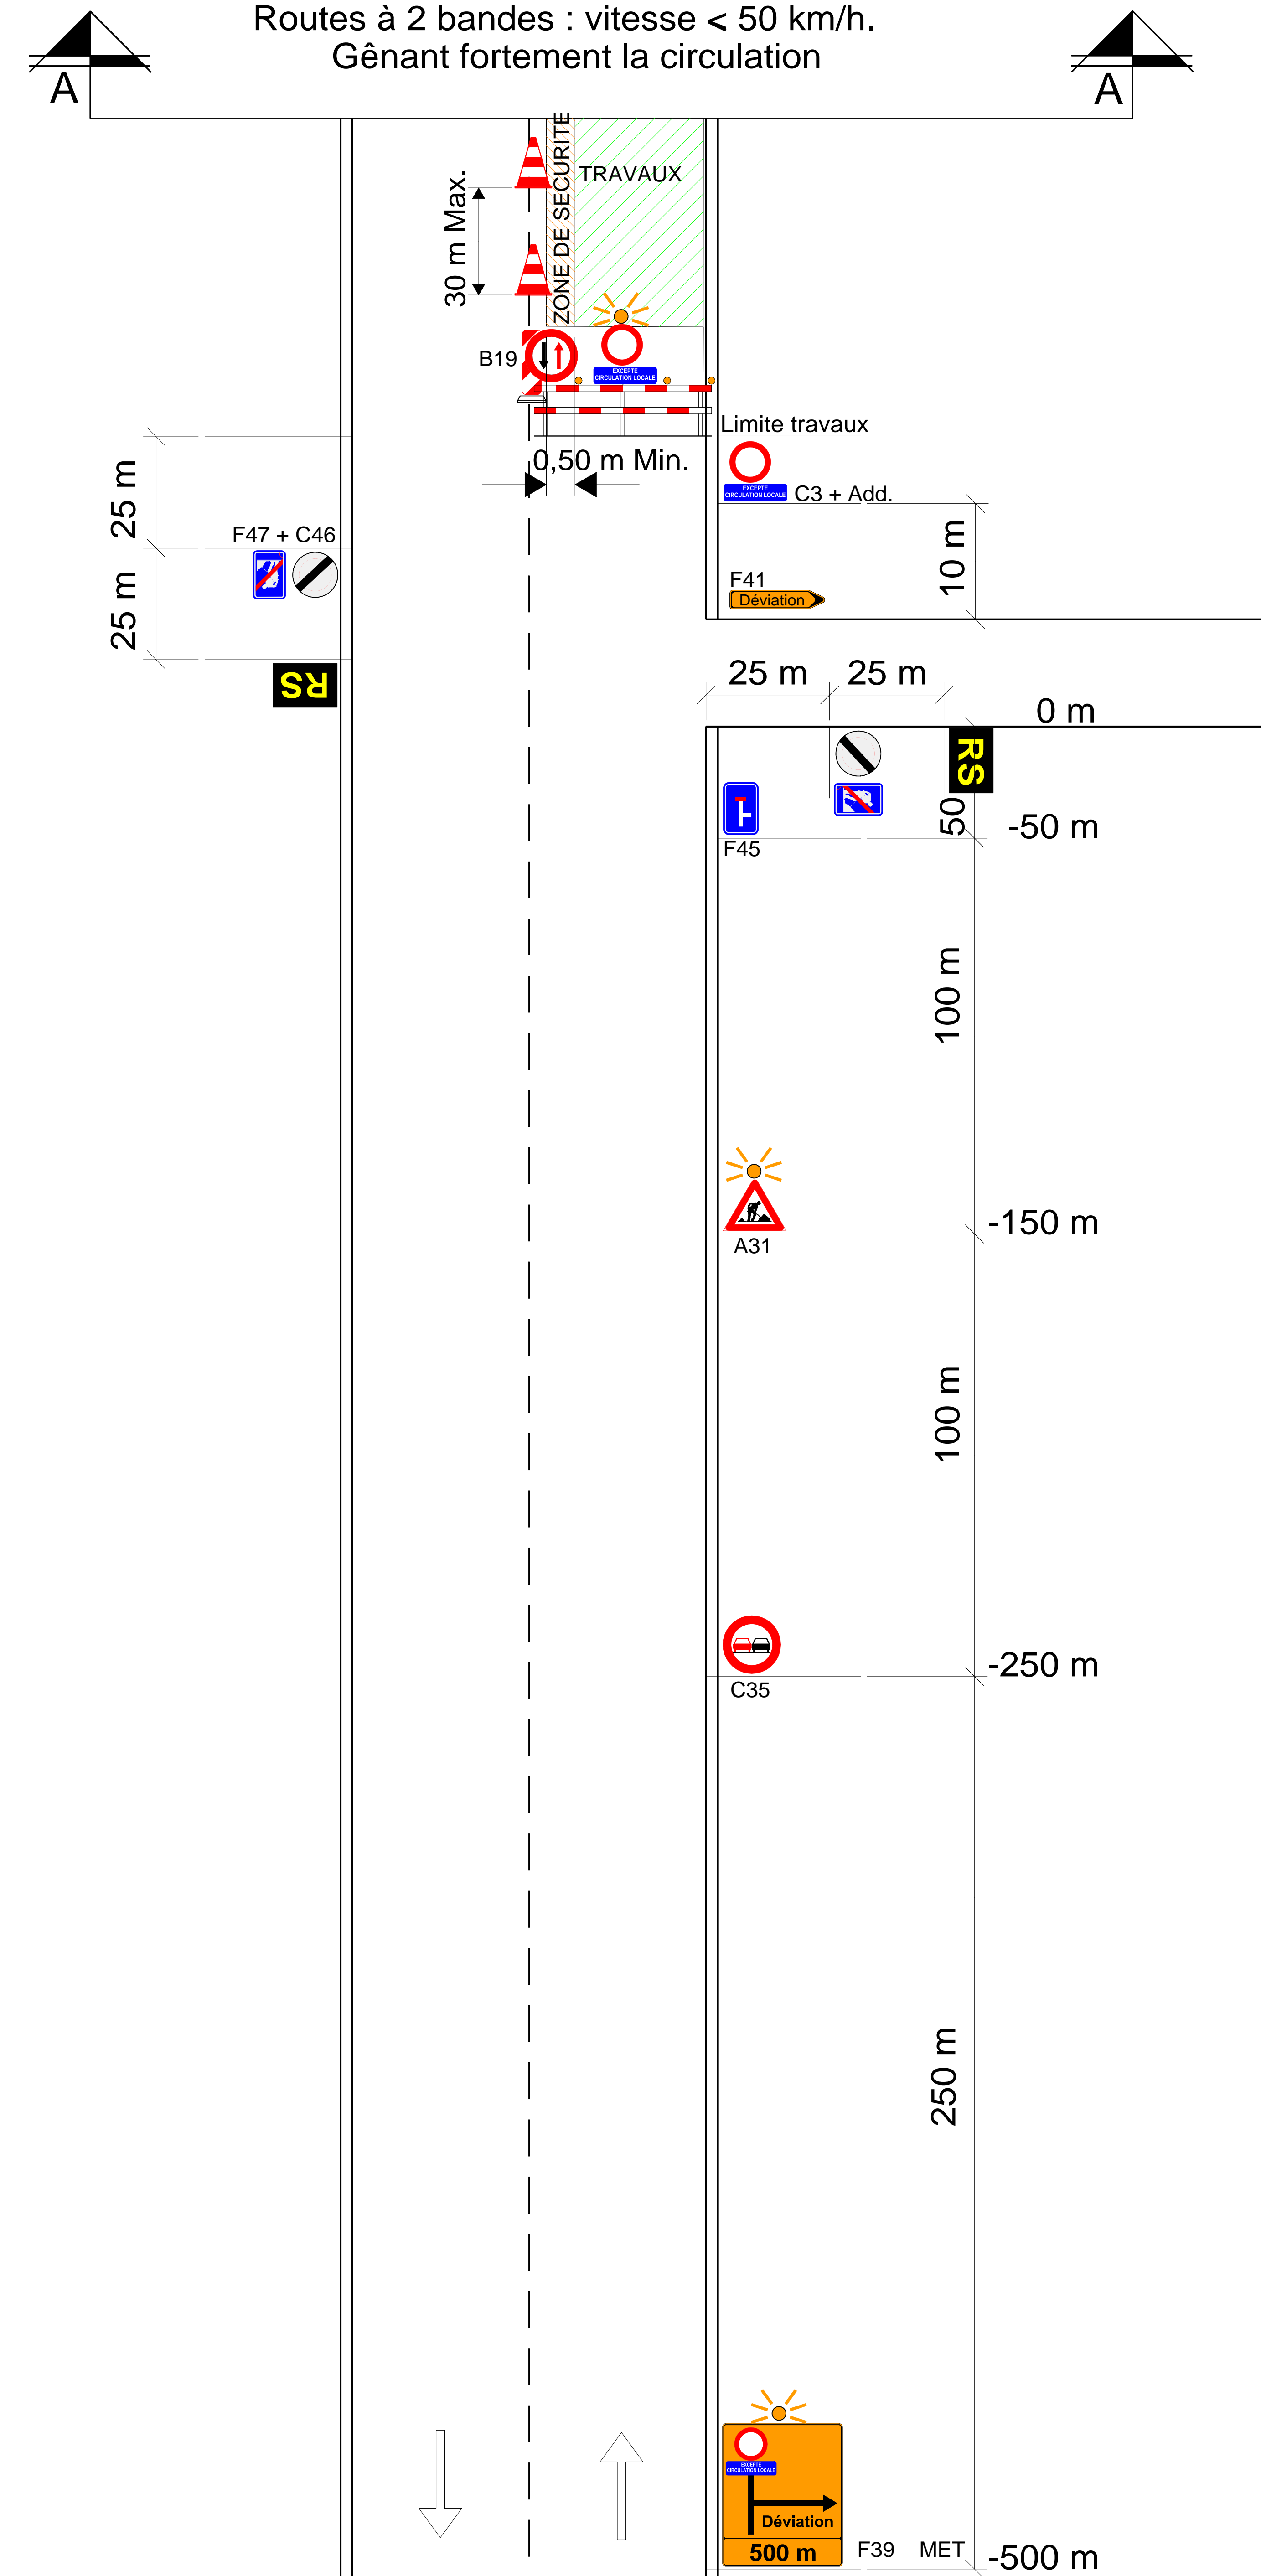 Routes à 2 bandes : vitesse < 50 km/h.
Gênant fortement la circulation
A
A
ZONE DE SECURITE
TRAVAUX
30 m Max.
B19
EXCEPTE
CIRCULATION LOCALE
Limite travaux
0,50 m Min.
EXCEPTE
CIRCULATION LOCALE
C3 + Add.
25 m
F47 + C46
10 m
F41
Déviation
25 m
RS
25 m
25 m
0 m
RS
50
-50 m
F45
100 m
A31
-150 m
100 m
C35
-250 m
250 m
EXCEPTE
CIRCULATION LOCALE
Déviation
500 m
F39
MET
-500 m